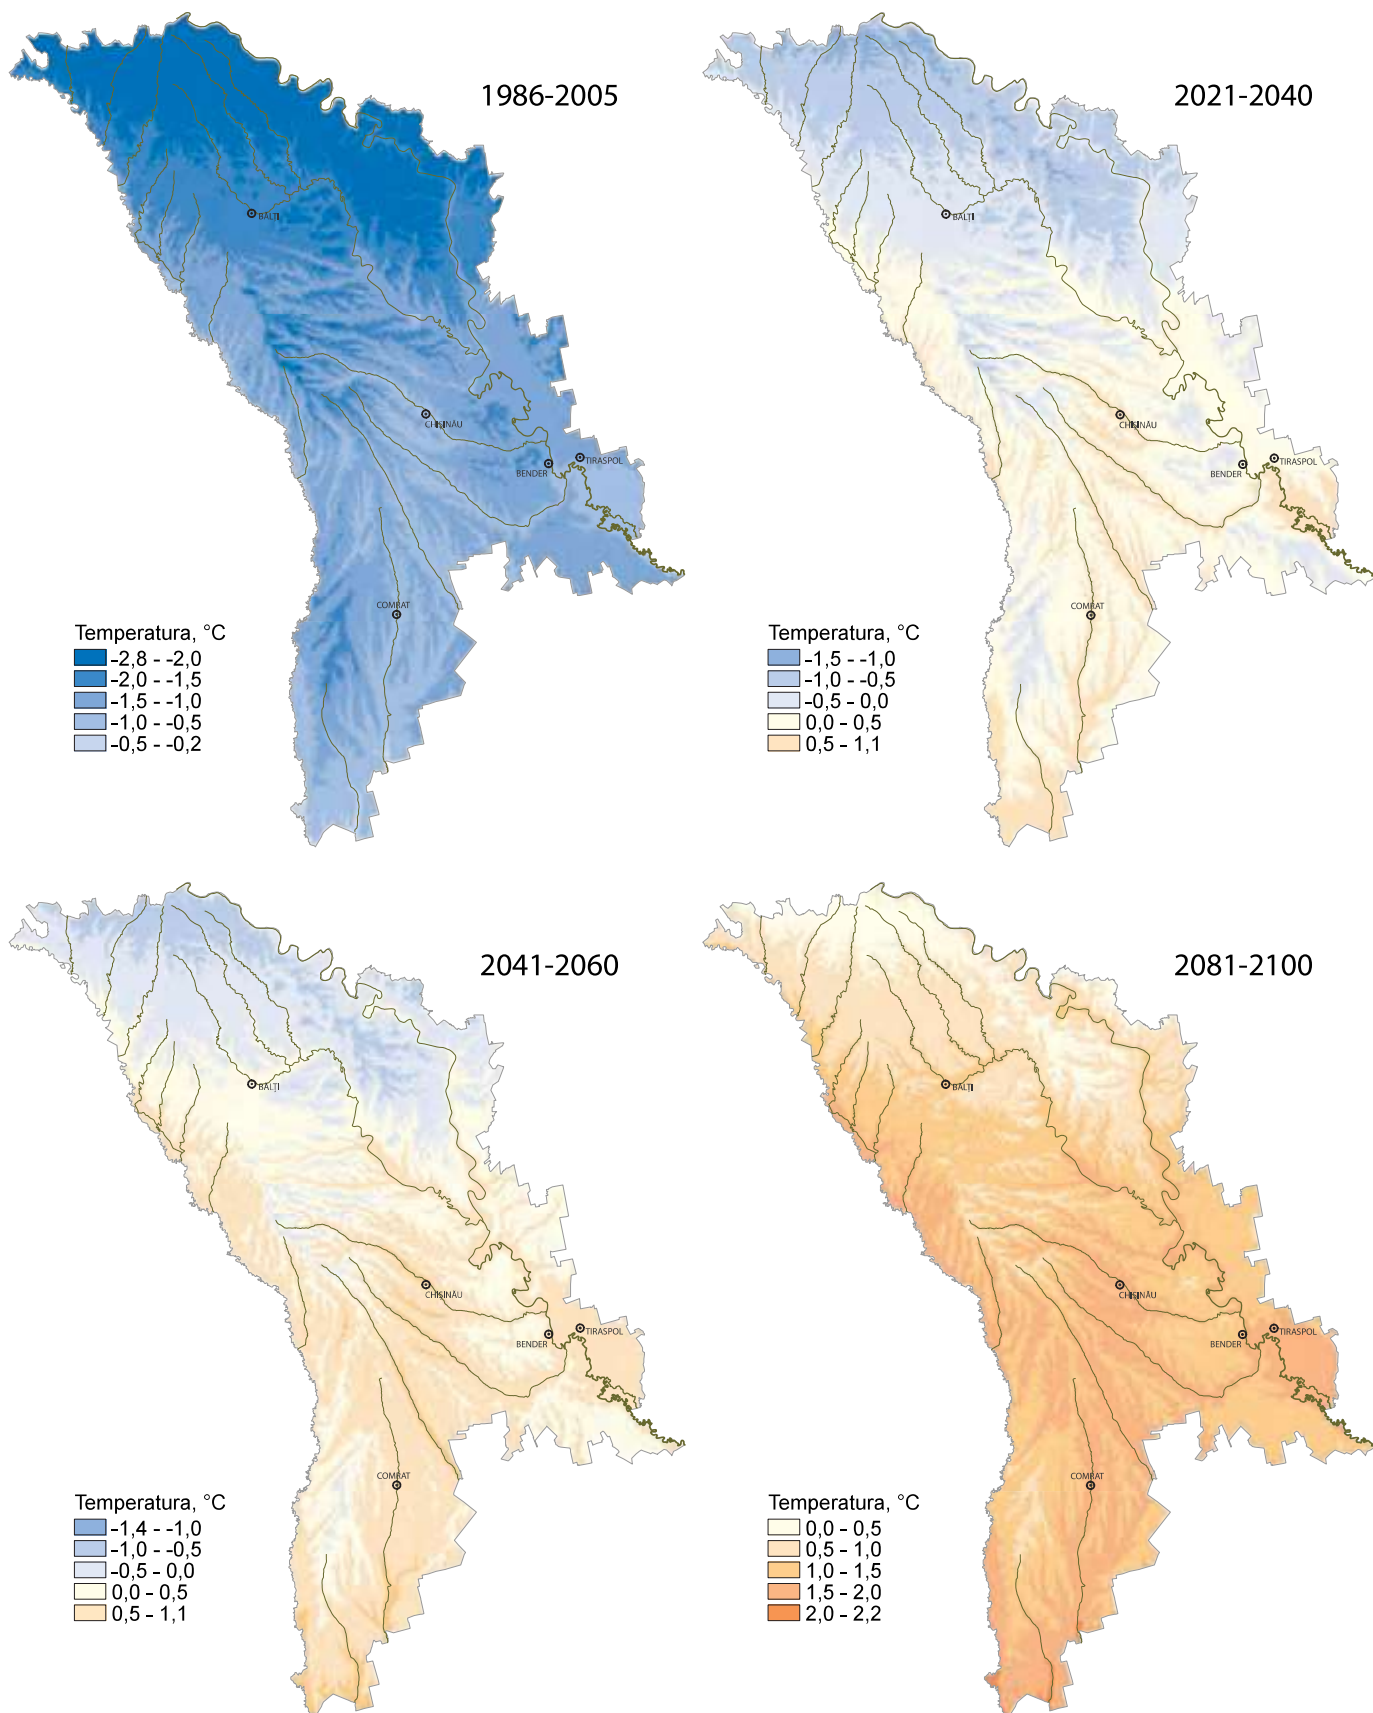 1986-2005
BĂLȚI
CHIȘINĂU
BENDER
TIRASPOL
COMRAT
Temperatura, °C
-2,8 - -2,0
-2,0 - -1,5
-1,5 - -1,0
-1,0 - -0,5
-0,5 - -0,2
2021-2040
BĂLȚI
CHIȘINĂU
BENDER
TIRASPOL
COMRAT
Temperatura, °C
-1,5 - -1,0
-1,0 - -0,5
-0,5 - 0,0
0,0 - 0,5
0,5 - 1,1
2041-2060
BĂLȚI
CHIȘINĂU
BENDER
TIRASPOL
COMRAT
Temperatura, °C
-1,4 - -1,0
-1,0 - -0,5
-0,5 - 0,0
0,0 - 0,5
0,5 - 1,1
2081-2100
BĂLȚI
CHIȘINĂU
BENDER
TIRASPOL
COMRAT
Temperatura, °C
0,0 - 0,5
0,5 - 1,0
1,0 - 1,5
1,5 - 2,0
2,0 - 2,2